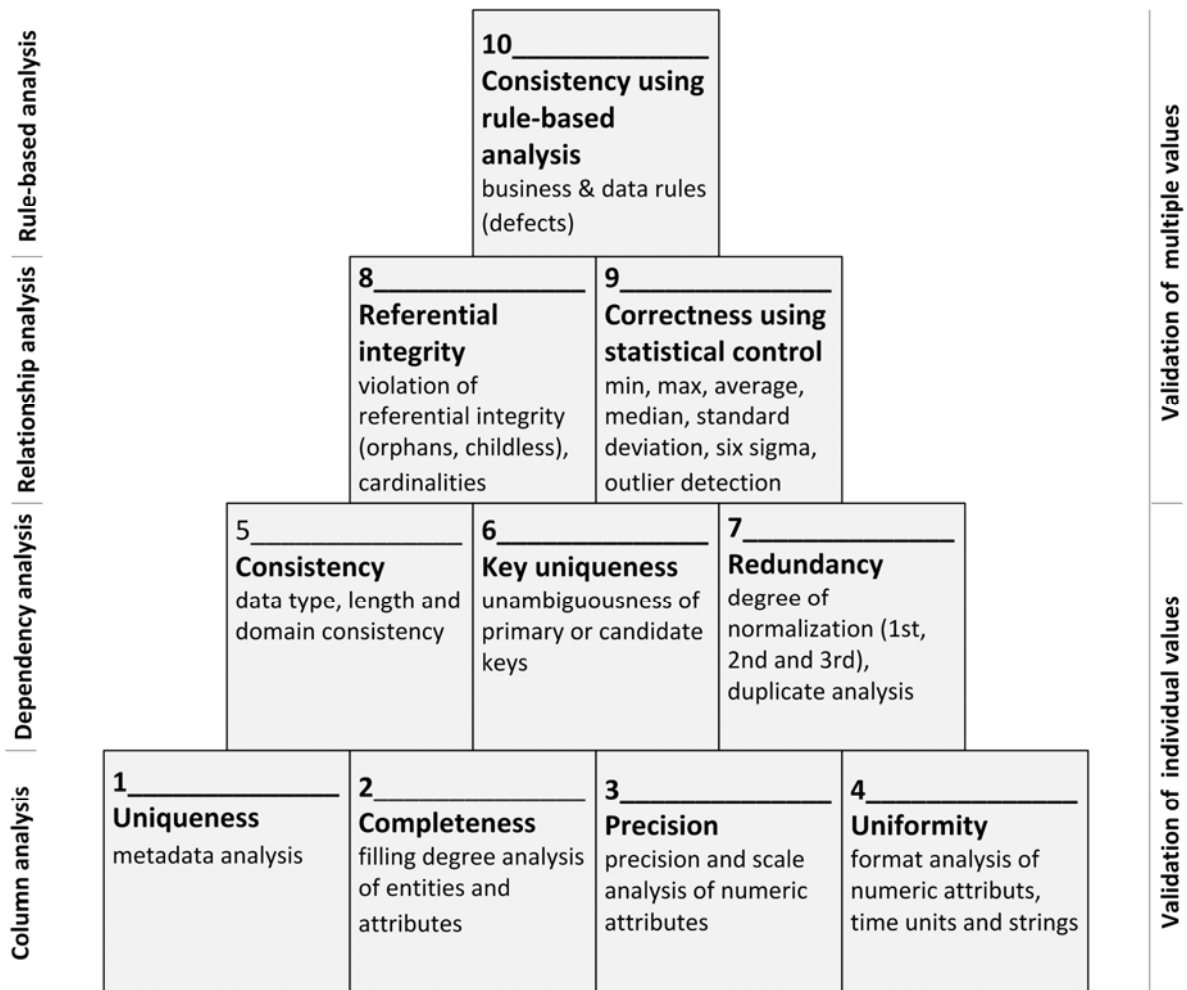 Rule-based analysis
10
Consistency using
rule-based
analysis
business & data rules
(defects)
Validation of multiple values
Relationship analysis
8
Referential
integrity
violation of
referential integrity
(orphans, childless),
cardinalities
9
Correctness using
statistical control
min, max, average,
median, standard
deviation, six sigma,
outlier detection
Dependency analysis
5
Consistency
data type, length and
domain consistency
6
Key uniqueness
unambiguousness of
primary or candidate
keys
7
Redundancy
degree of
normalization (1st,
2nd and 3rd),
duplicate analysis
Validation of individual values
Column analysis
1
Uniqueness
metadata analysis
2
Completeness
filling degree analysis
of entities and
attributes
3
Precision
precision and scale
analysis of numeric
attributes
4
Uniformity
format analysis of
numeric attributs,
time units and strings